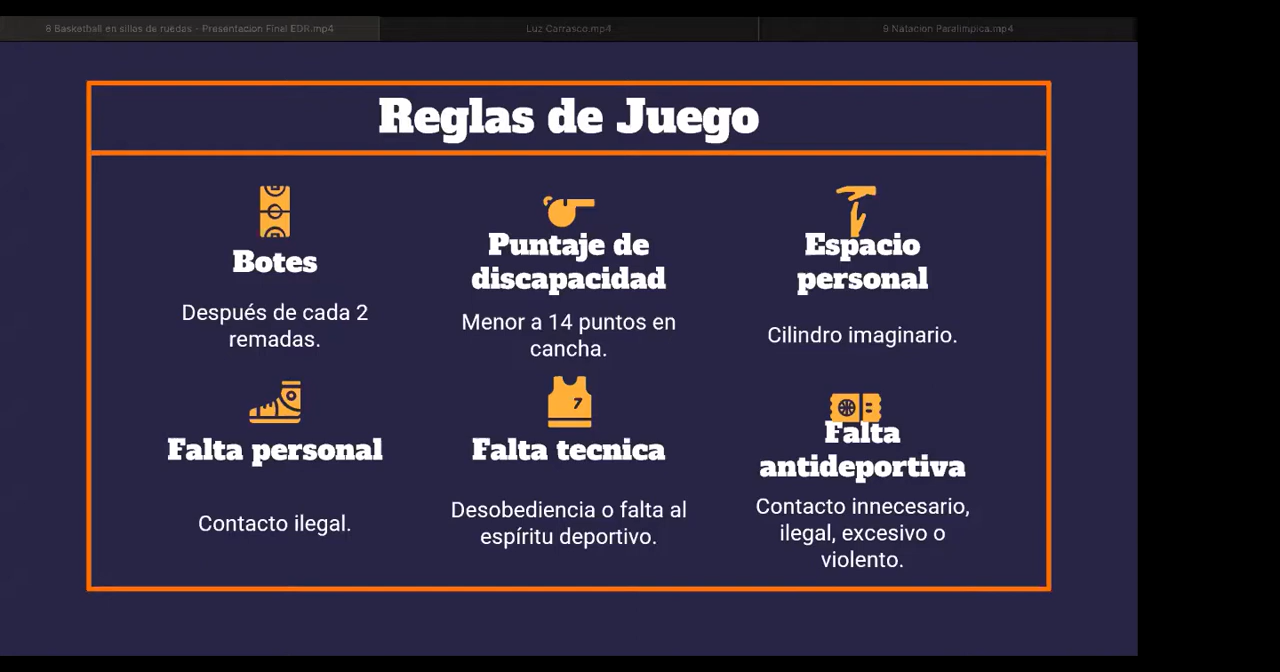 8 Basketball en sillas de ruedas - Presentacion Final EDR.mp4
Luz Carrasco.mp4
9 Natacion Paralimpica.mp4
Reglas de Juego
Botes
Después de cada 2
remadas.
Puntaje de
discapacidad
Menor a 14 puntos en
cancha.
Espacio
personal
Cilindro imaginario.
Falta personal
Contacto ilegal.
7
Falta tecnica
Desobediencia o falta al
espíritu deportivo.
Falta
antideportiva
Contacto innecesario,
ilegal, excesivo o
violento.